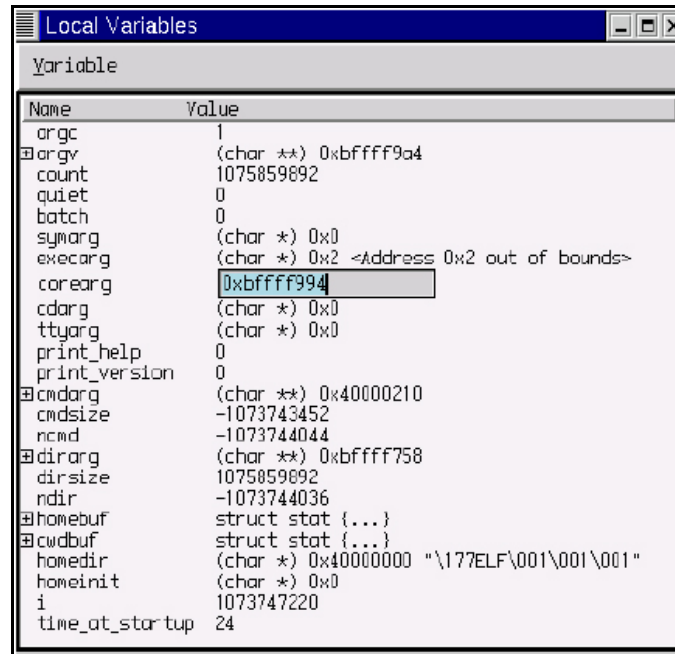 Local Variables
Variable
Name Value
argc 1
argv (char **) 0xbffff9a4
count 1075859892
quiet 0
batch 0
symarg (char *) 0x0
execarg (char *) 0x2 <Address 0x2 out of bounds>
corearg 0xbffff994
cdarg (char *) 0x0
ttyarg (char *) 0x0
print_help 0
print_version 0
cmdarg (char **) 0x40000210
cmdsize -1073743452
ncmd -1073744044
dirarg (char **) 0xbffff758
dirsize 1075859892
ndir -1073744036
homebuf struct stat {...}
cwdbuf struct stat {...}
homedir (char *) 0x40000000 "\177ELF\001\001\001"
homeinit (char *) 0x0
i 1073747220
time_at_startup 24